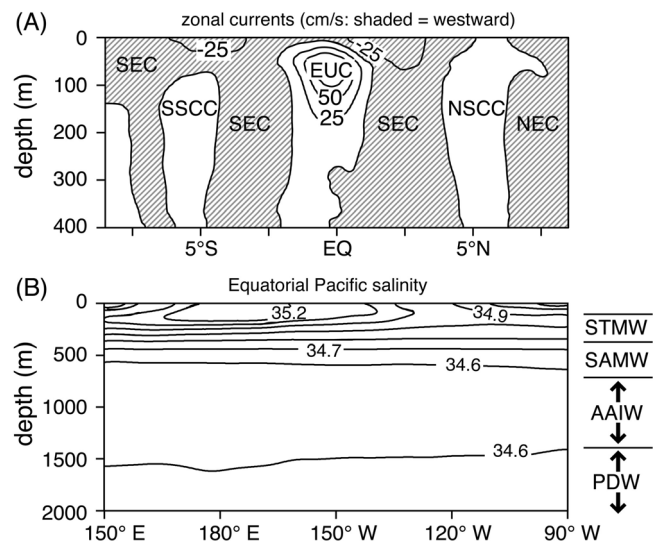 (A) zonal currents (cm/s: shaded = westward)
depth (m)
0
100
200
300
400
-25
-25
SEC
EUC
50
25
SSCC
SEC
SEC
NSCC
NEC
5°S
EQ
5°N
(B) Equatorial Pacific salinity
depth (m)
0
500
1000
1500
2000
35.2
34.9
34.7
34.6
34.6
STMW
SAMW
AAIW
PDW
150° E
180° E
150° W
120° W
90° W